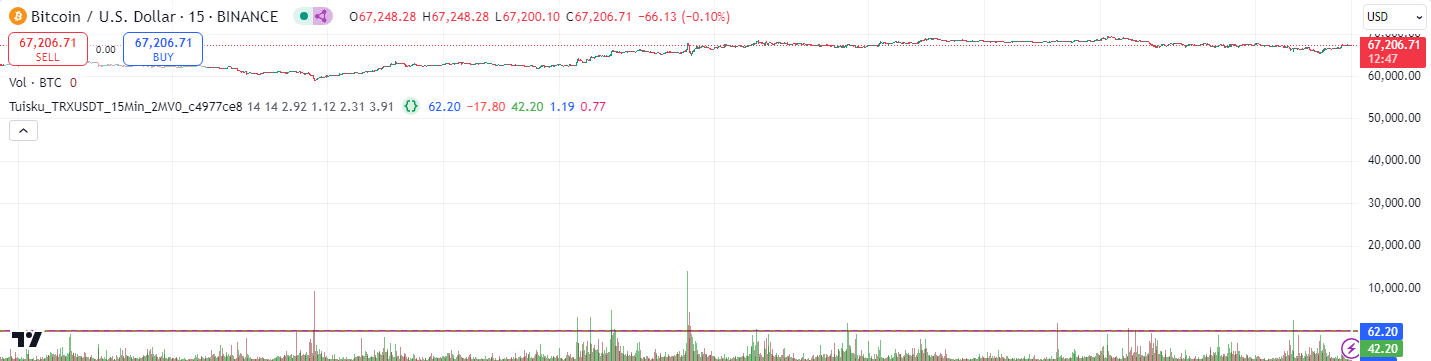 Bitcoin / U.S. Dollar · 15 · BINANCE O67,248.28 H67,248.28 L67,200.10 C67,206.71 −66.13 (−0.10%) USD
67,206.71 SELL 0.00 67,206.71 BUY
70,000.00
67,206.71
12:47
Vol · BTC 0
60,000.00
Tuisku_TRXUSDT_15Min_2MV0_c4977ce8 14 14 2.92 1.12 2.31 3.91 {} 62.20 −17.80 42.20 1.19 0.77
50,000.00
40,000.00
30,000.00
20,000.00
10,000.00
62.20
42.20